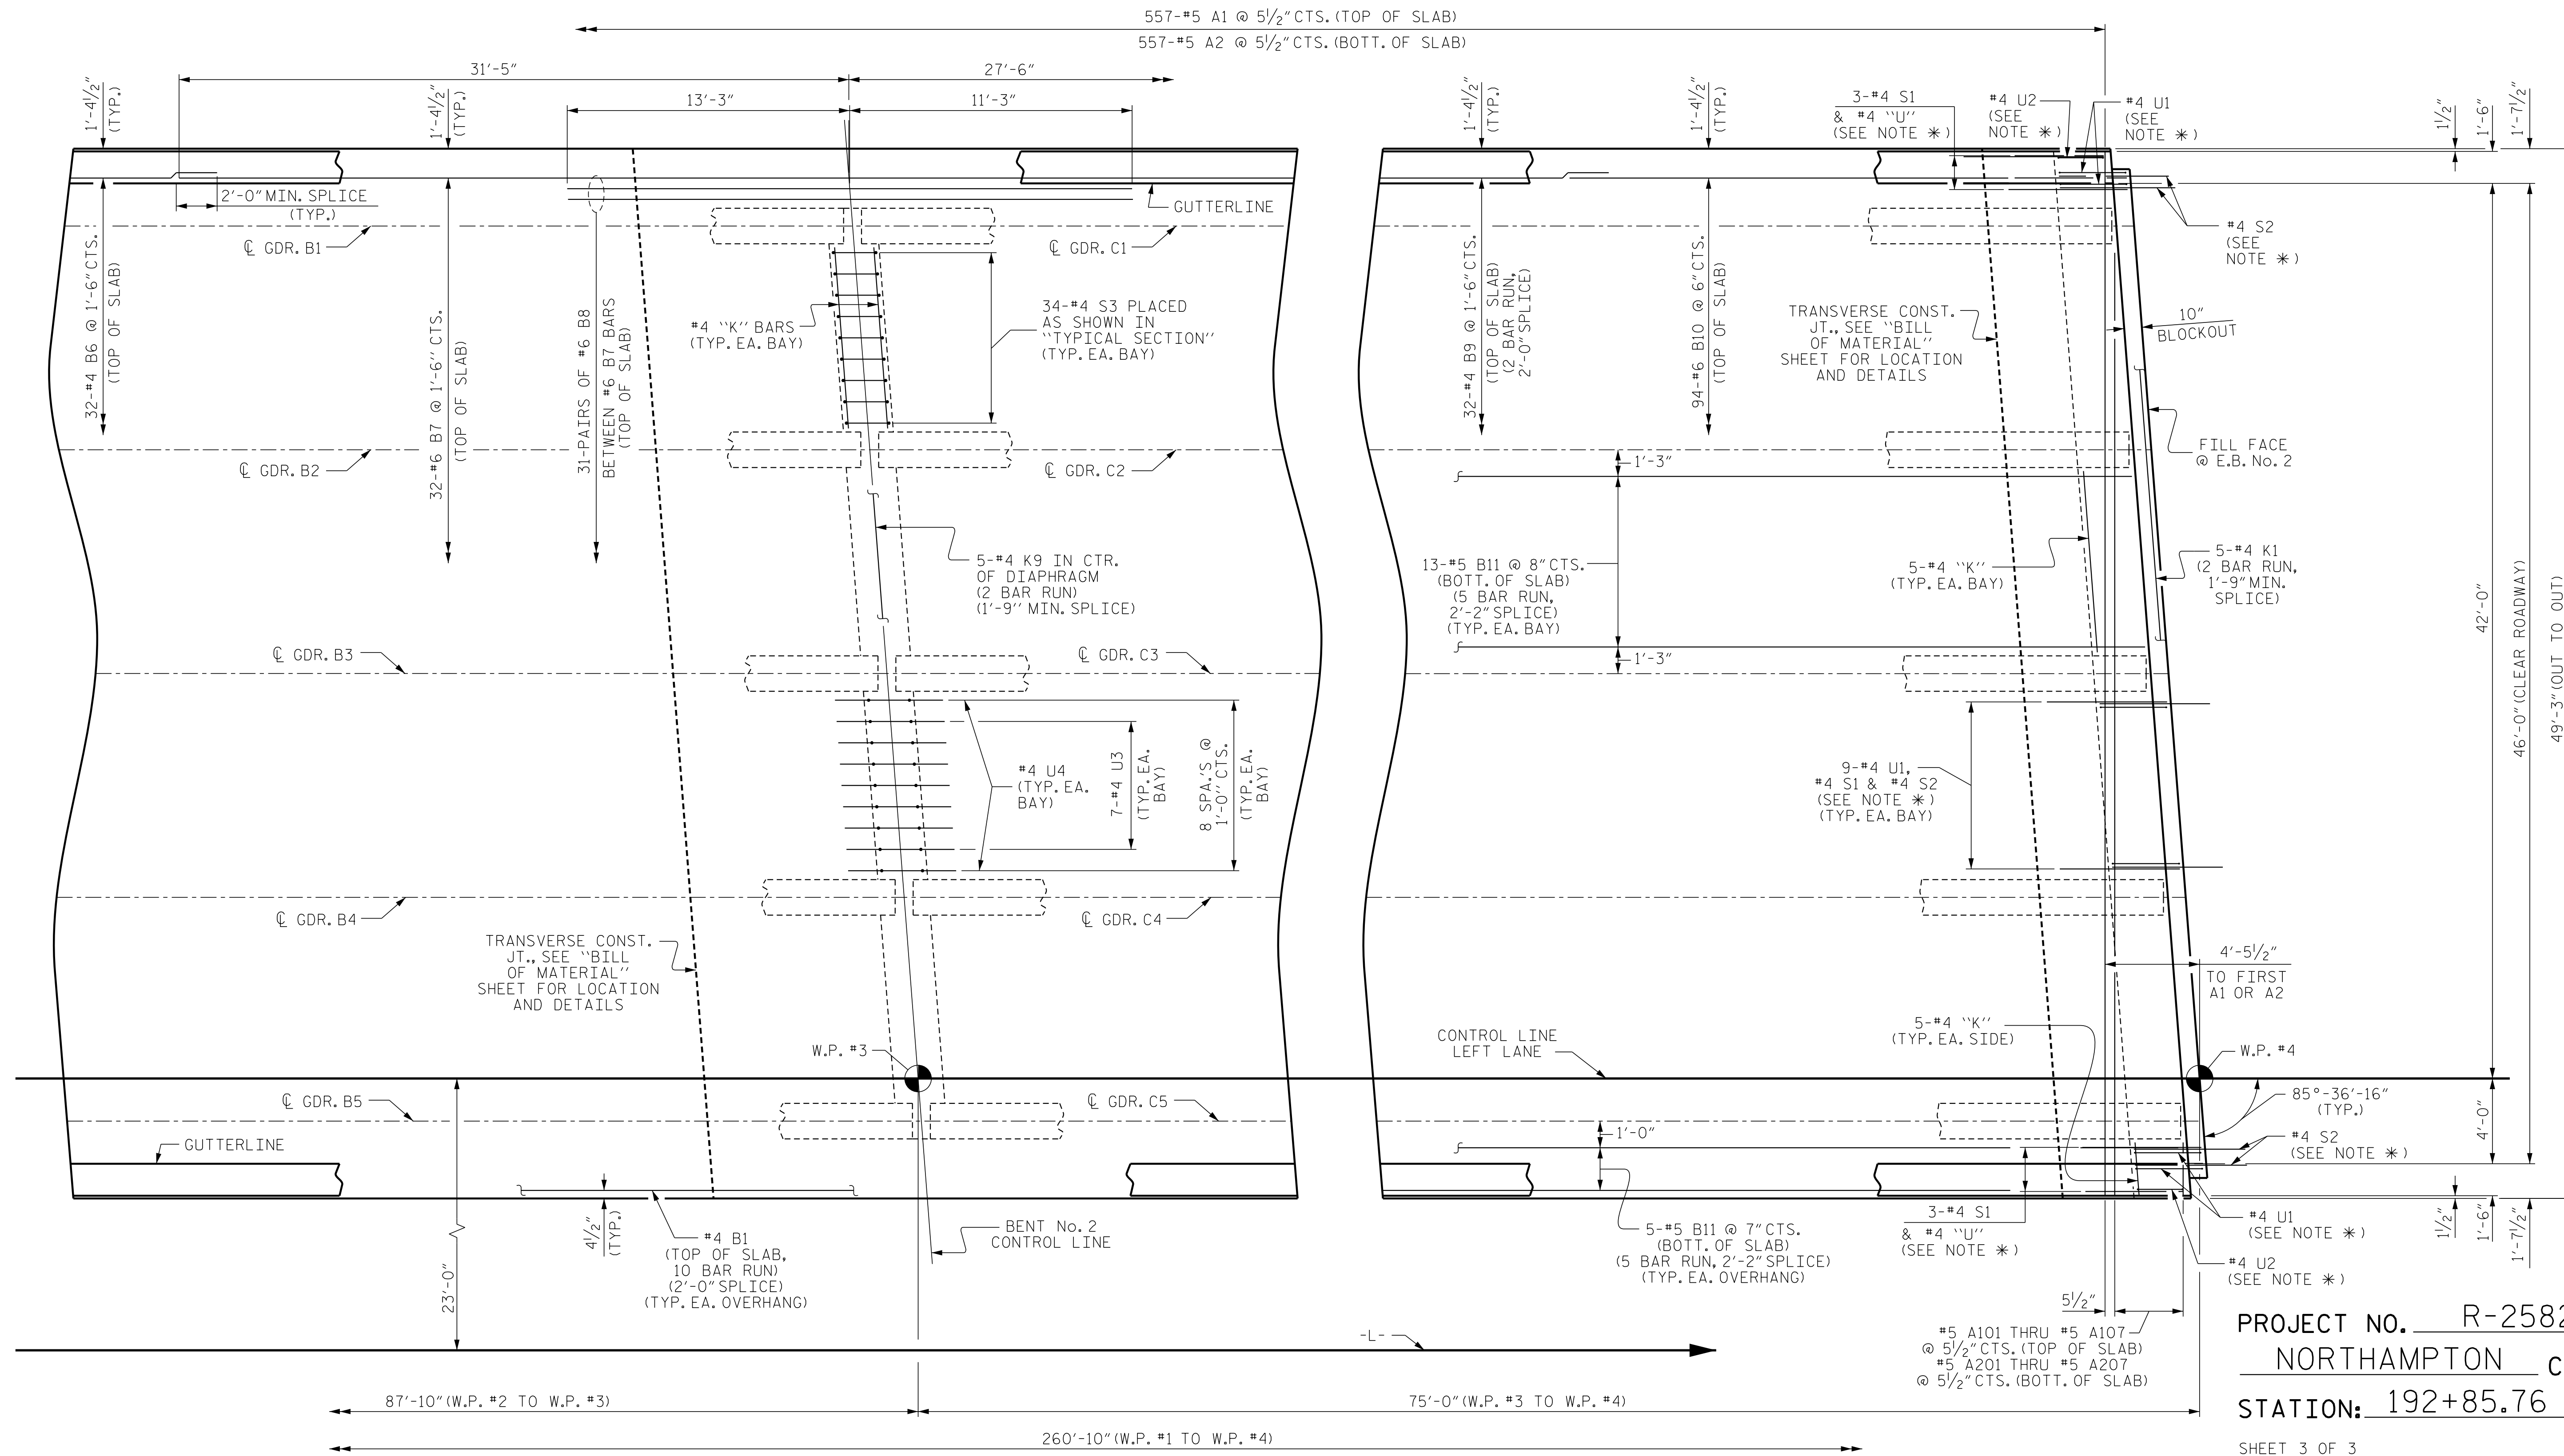 557-#5 A1 @ 5½" CTS. (TOP OF SLAB)
557-#5 A2 @ 5½" CTS. (BOTT. OF SLAB)
31'-5"
27'-6"
13'-3"
11'-3"
1'-4½"
(TYP.)
1'-4½"
(TYP.)
1'-4½"
(TYP.)
1'-4½"
(TYP.)
3-#4 S1
& #4 ``U''
(SEE NOTE ✳)
#4 U2
(SEE
NOTE ✳)
#4 U1
(SEE
NOTE ✳)
1½"
1'-6"
1'-7½"
2'-0" MIN. SPLICE
(TYP.)
GUTTERLINE
#4 S2
(SEE
NOTE ✳)
℄ GDR. B1
℄ GDR. C1
32-#4 B6 @ 1'-6" CTS.
(TOP OF SLAB)
32-#6 B7 @ 1'-6" CTS.
(TOP OF SLAB)
31-PAIRS OF #6 B8
BETWEEN #6 B7 BARS
(TOP OF SLAB)
#4 ``K'' BARS
(TYP. EA. BAY)
34-#4 S3 PLACED
AS SHOWN IN
``TYPICAL SECTION''
(TYP. EA. BAY)
32-#4 B9 @ 1'-6" CTS.
(TOP OF SLAB)
(2 BAR RUN,
2'-0" SPLICE)
94-#6 B10 @ 6" CTS.
(TOP OF SLAB)
TRANSVERSE CONST.
JT., SEE ``BILL
OF MATERIAL''
SHEET FOR LOCATION
AND DETAILS
10"
BLOCKOUT
FILL FACE
@ E.B. No. 2
℄ GDR. B2
℄ GDR. C2
1'-3"
5-#4 K9 IN CTR.
OF DIAPHRAGM
(2 BAR RUN)
(1'-9" MIN. SPLICE)
13-#5 B11 @ 8" CTS.
(BOTT. OF SLAB)
(5 BAR RUN,
2'-2" SPLICE)
(TYP. EA. BAY)
5-#4 ``K''
(TYP. EA. BAY)
5-#4 K1
(2 BAR RUN,
1'-9" MIN.
SPLICE)
42'-0"
46'-0" (CLEAR ROADWAY)
49'-3" (OUT TO OUT)
℄ GDR. B3
℄ GDR. C3
1'-3"
#4 U4
(TYP. EA.
BAY)
7-#4 U3
(TYP. EA.
BAY)
8 SPA.'S @
1'-0" CTS.
(TYP. EA.
BAY)
9-#4 U1,
#4 S1 & #4 S2
(SEE NOTE ✳)
(TYP. EA. BAY)
℄ GDR. B4
℄ GDR. C4
TRANSVERSE CONST.
JT., SEE ``BILL
OF MATERIAL''
SHEET FOR LOCATION
AND DETAILS
4'-5½"
TO FIRST
A1 OR A2
W.P. #3
CONTROL LINE
LEFT LANE
5-#4 ``K''
(TYP. EA. SIDE)
W.P. #4
85°-36'-16"
(TYP.)
℄ GDR. B5
℄ GDR. C5
1'-0"
4'-0"
GUTTERLINE
#4 S2
(SEE NOTE ✳)
23'-0"
4½"
(TYP.)
#4 B1
(TOP OF SLAB,
10 BAR RUN)
(2'-0" SPLICE)
(TYP. EA. OVERHANG)
BENT No. 2
CONTROL LINE
5-#5 B11 @ 7" CTS.
(BOTT. OF SLAB)
(5 BAR RUN, 2'-2" SPLICE)
(TYP. EA. OVERHANG)
3-#4 S1
& #4 ``U''
(SEE NOTE ✳)
#4 U1
(SEE NOTE ✳)
#4 U2
(SEE NOTE ✳)
1½"
1'-6"
1'-7½"
5½"
#5 A101 THRU #5 A107
@ 5½" CTS. (TOP OF SLAB)
#5 A201 THRU #5 A207
@ 5½" CTS. (BOTT. OF SLAB)
-L-
87'-10" (W.P. #2 TO W.P. #3)
75'-0" (W.P. #3 TO W.P. #4)
260'-10" (W.P. #1 TO W.P. #4)
PROJECT NO. R-2582
NORTHAMPTON C
STATION: 192+85.76
SHEET 3 OF 3